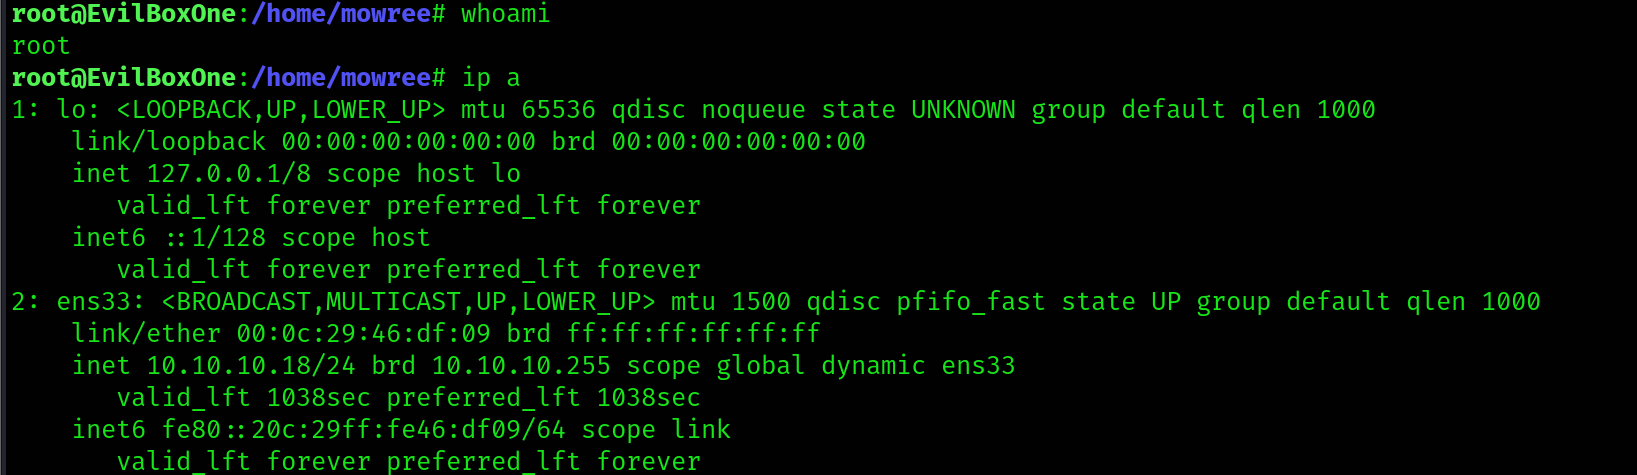 root@EvilBoxOne:/home/mowree# whoami
root
root@EvilBoxOne:/home/mowree# ip a
1: lo: <LOOPBACK,UP,LOWER_UP> mtu 65536 qdisc noqueue state UNKNOWN group default qlen 1000
    link/loopback 00:00:00:00:00:00 brd 00:00:00:00:00:00
    inet 127.0.0.1/8 scope host lo
       valid_lft forever preferred_lft forever
    inet6 ::1/128 scope host
       valid_lft forever preferred_lft forever
2: ens33: <BROADCAST,MULTICAST,UP,LOWER_UP> mtu 1500 qdisc pfifo_fast state UP group default qlen 1000
    link/ether 00:0c:29:46:df:09 brd ff:ff:ff:ff:ff:ff
    inet 10.10.10.18/24 brd 10.10.10.255 scope global dynamic ens33
       valid_lft 1038sec preferred_lft 1038sec
    inet6 fe80::20c:29ff:fe46:df09/64 scope link
       valid_lft forever preferred_lft forever